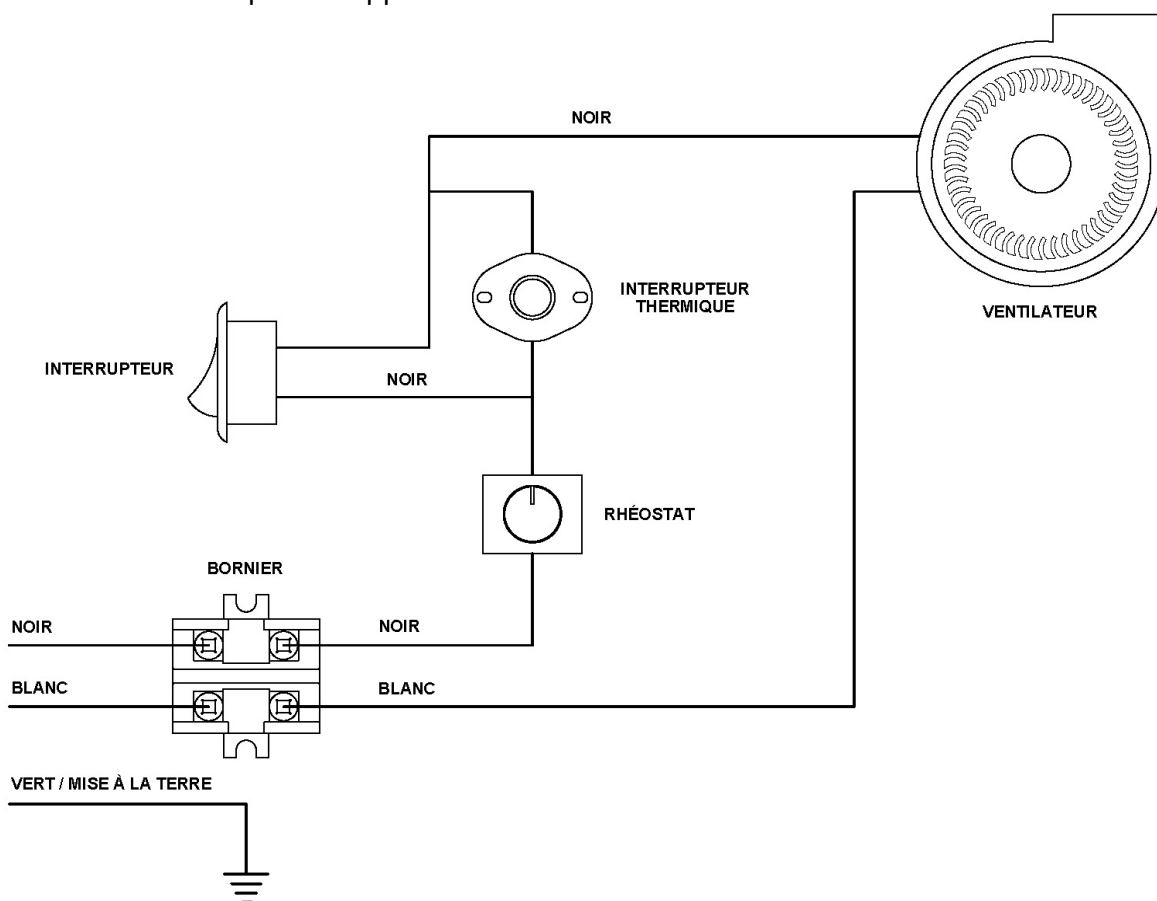 NOIR
INTERRUPTEUR
THERMIQUE
VENTILATEUR
INTERRUPTEUR
NOIR
RHÉOSTAT
BORNIER
NOIR
NOIR
BLANC
BLANC
VERT / MISE À LA TERRE